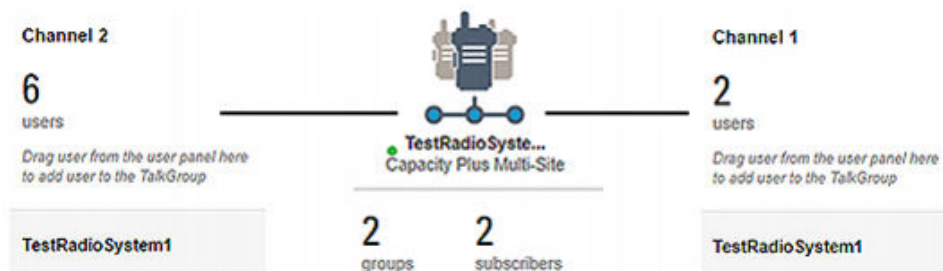 Channel 2
6
users
Drag user from the user panel here
to add user to the TalkGroup
TestRadioSystem1
TestRadioSyste...
Capacity Plus Multi-Site
2
groups
2
subscribers
Channel 1
2
users
Drag user from the user panel here
to add user to the TalkGroup
TestRadioSystem1